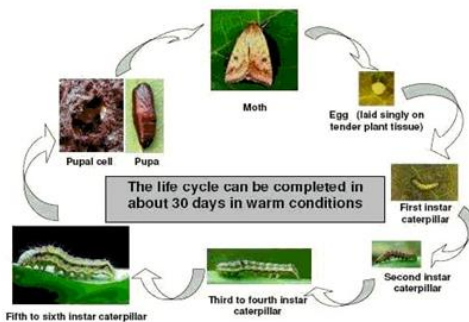 Moth
Egg (laid singly on
tender plant tissue)
First instar
caterpillar
Second instar
caterpillar
Third to fourth instar
caterpillar
Fifth to sixth instar caterpillar
Pupal cell
Pupa
The life cycle can be completed in
about 30 days in warm conditions